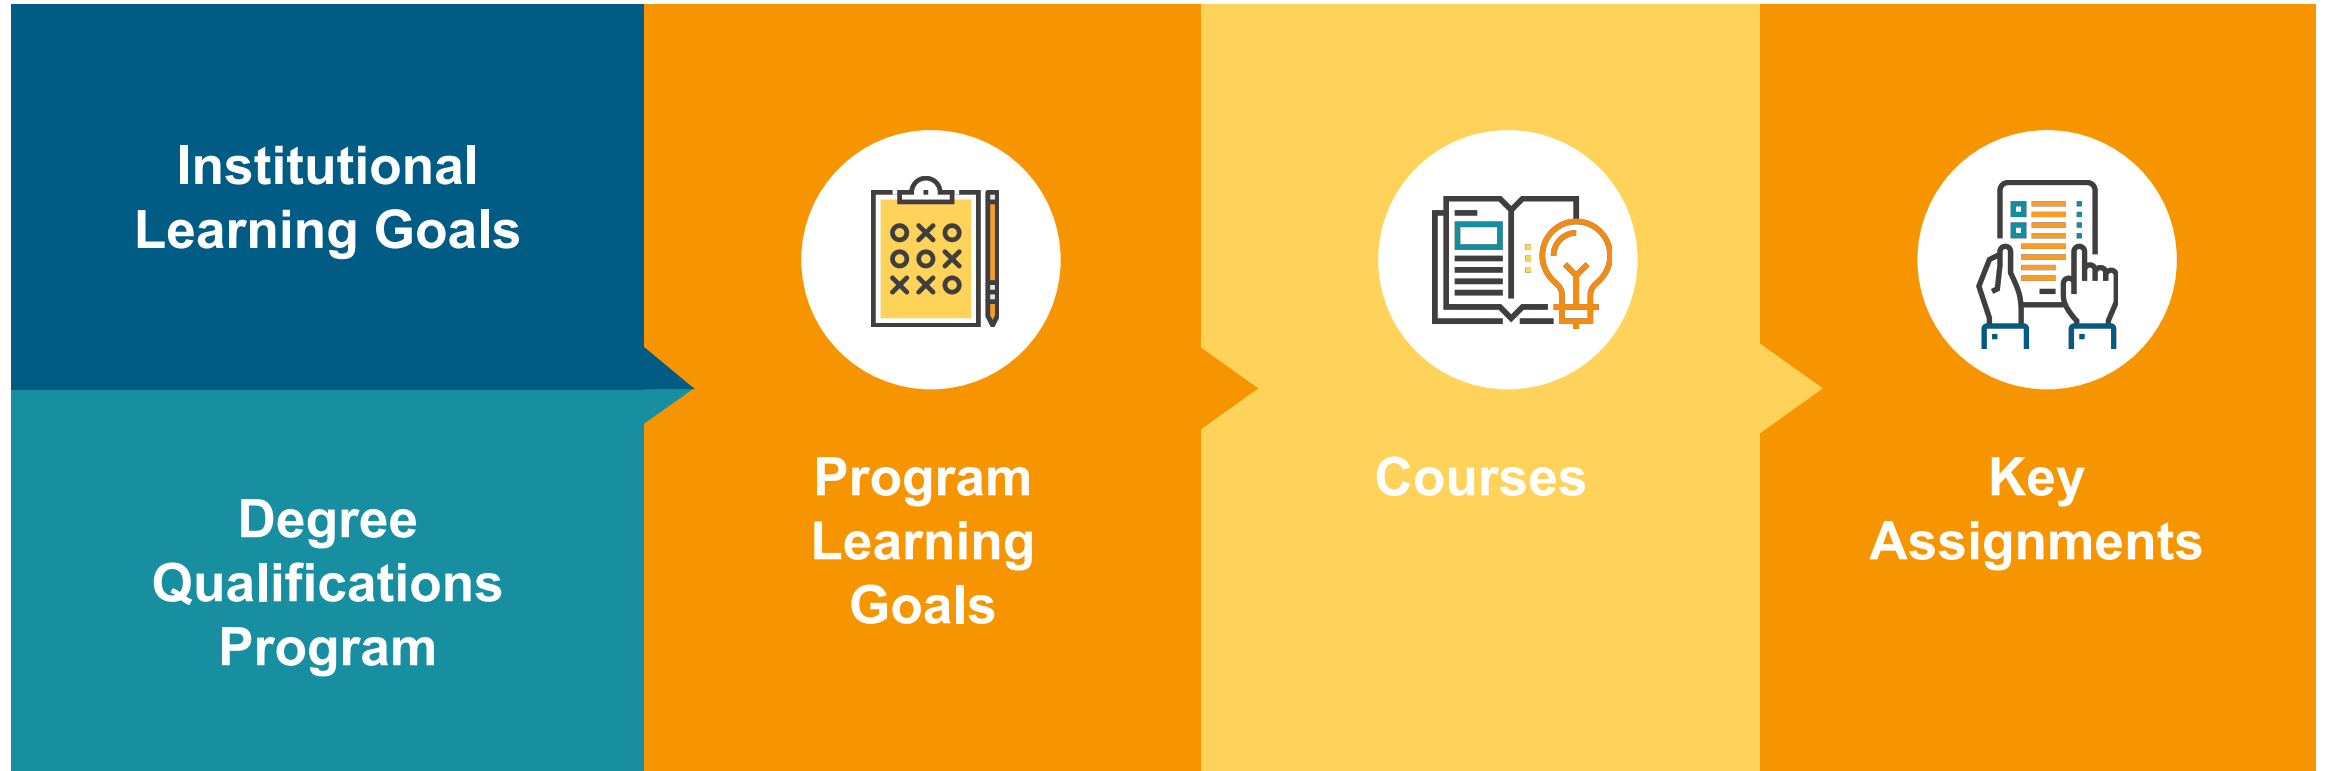 Institutional
Learning Goals
Degree
Qualifications
Program
Program
Learning
Goals
Courses
Key
Assignments